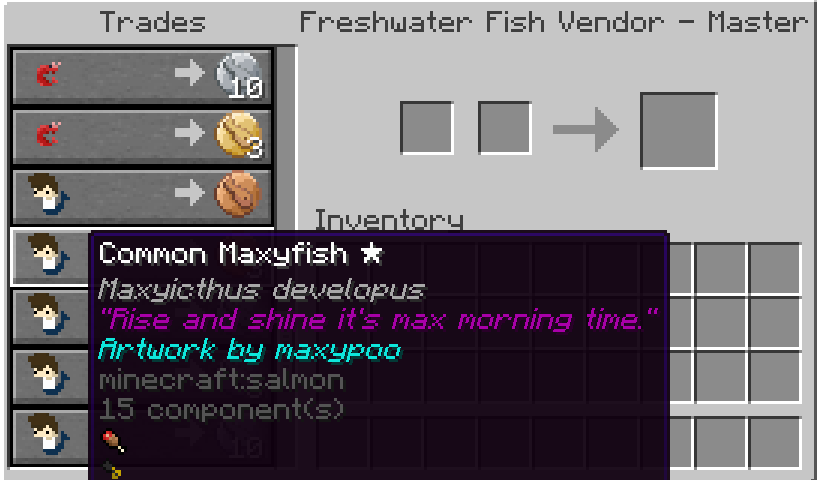 Trades
Freshwater Fish Vendor - Master
10
3
Inventory
Common Maxyfish ★
Maxyicthus developus
"Rise and shine it's max morning time."
Artwork by maxypoo
minecraft:salmon
15 component(s)
10